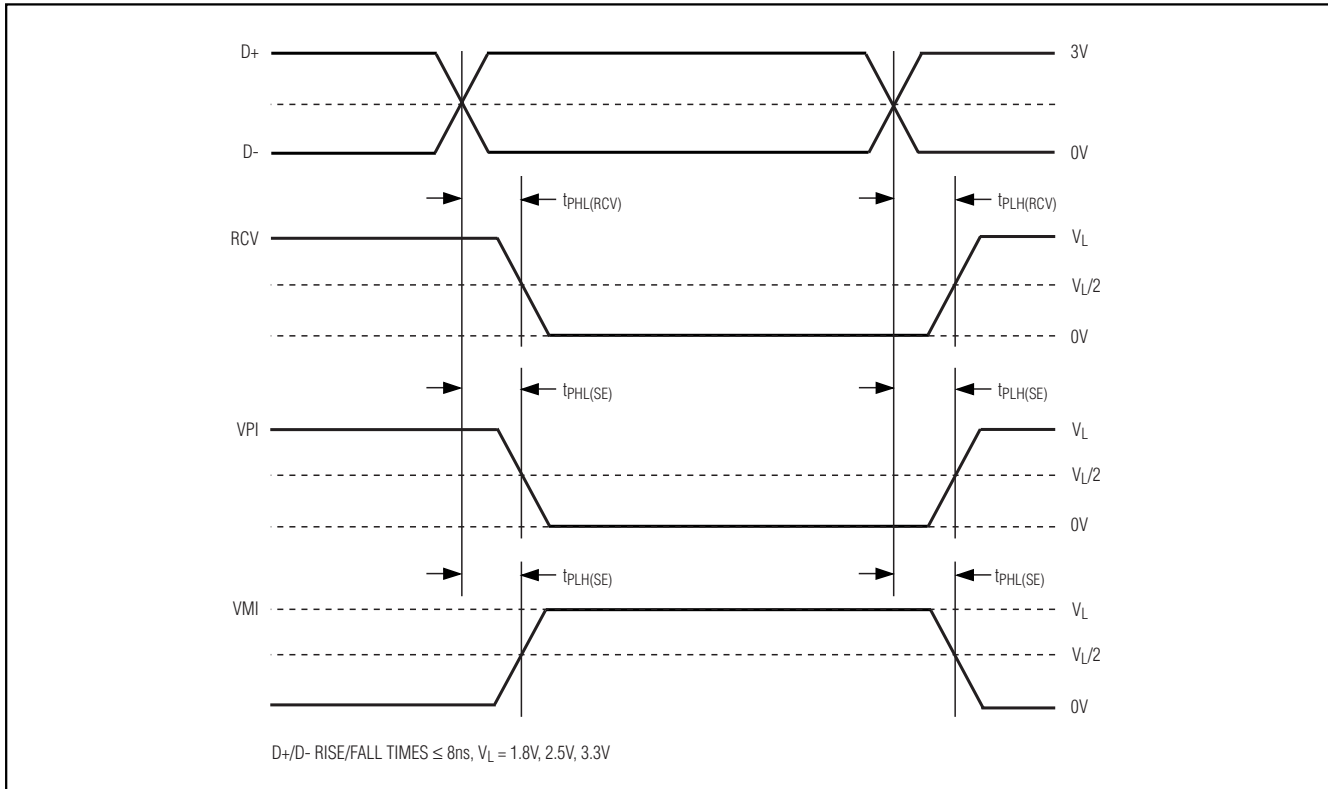 D+ 3V
D- 0V
tPHL(RCV) tPLH(RCV)
RCV VL
VL/2
0V
tPHL(SE) tPLH(SE)
VPI VL
VL/2
0V
tPLH(SE) tPHL(SE)
VMI VL
VL/2
0V
D+/D- RISE/FALL TIMES ≤ 8ns, VL = 1.8V, 2.5V, 3.3V